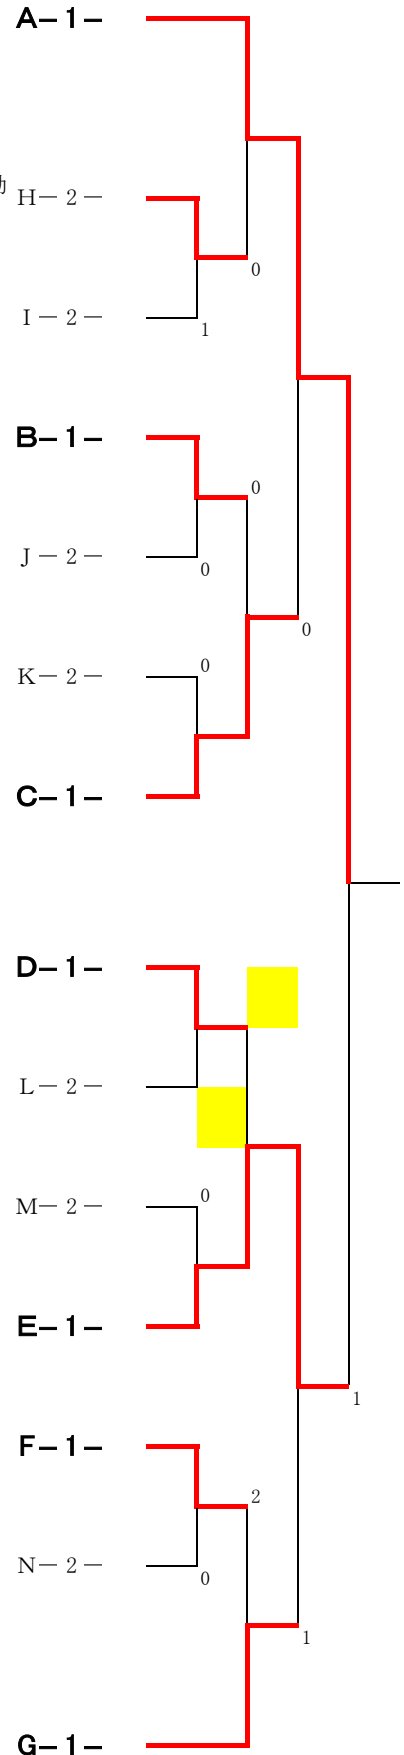 A－1－
H－ 2 －
0
I － 2 －
1
B－1－
0
J － 2 －
0
0
K－ 2 －
0
C－1－
D－1－
L－ 2 －
0
M－ 2 －
E－1－
1
F－1－
2
N－ 2 －
0
1
G－1－